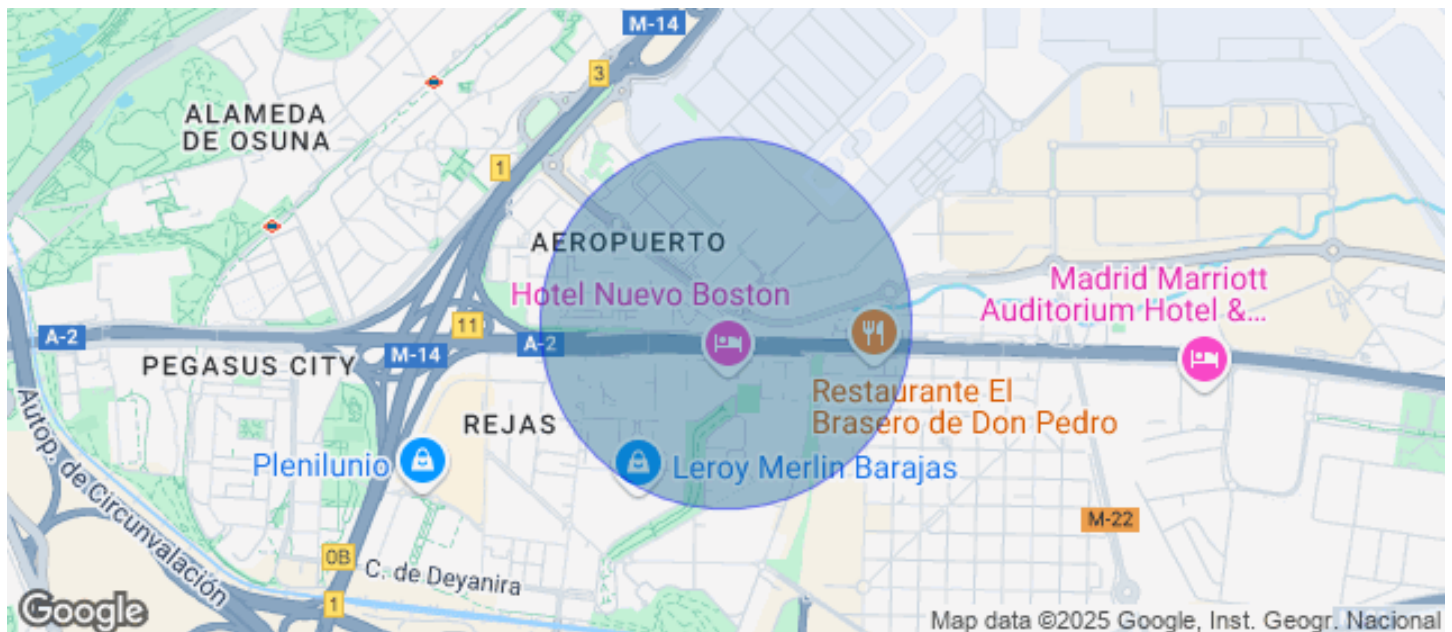 M-14
3
ALAMEDA
DE OSUNA
1
AEROPUERTO
Hotel Nuevo Boston
Madrid Marriott
Auditorium Hotel &...
A-2
11
A-2
M-14
PEGASUS CITY
Restaurante El
Brasero de Don Pedro
REJAS
Autop. de Circunvalación
Plenilunio
Leroy Merlin Barajas
M-22
0B
C. de Deyanira
1
Google
Map data ©2025 Google, Inst. Geogr. Nacional